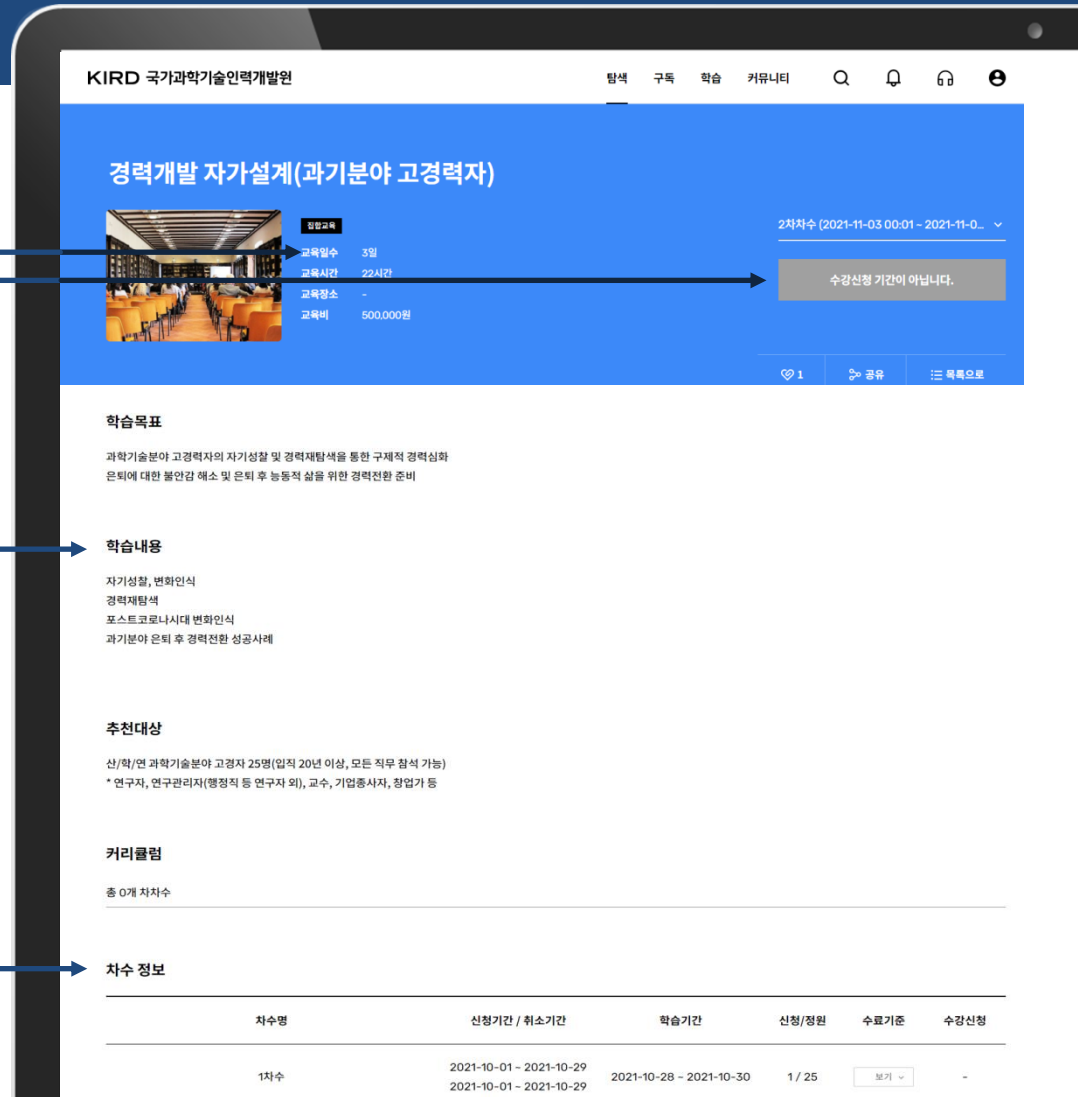 KIRD 국가과학기술인력개발원
탐색 구독 학습 커뮤니티
경력개발 자가설계(과기분야 고경력자)
집합교육
교육일수 3일
교육시간 22시간
교육장소 -
교육비 500,000원
2차차수 (2021-11-03 00:01 ~ 2021-11-0...
수강신청 기간이 아닙니다.
1 공유 목록으로
학습목표
과학기술분야 고경력자의 자기성찰 및 경력재탐색을 통한 구체적 경력심화
은퇴에 대한 불안감 해소 및 은퇴 후 능동적 삶을 위한 경력전환 준비
학습내용
자기성찰, 변화인식
경력재탐색
포스트코로나시대 변화인식
과기분야 은퇴 후 경력전환 성공사례
추천대상
산/학/연 과학기술분야 고경자 25명(입직 20년 이상, 모든 직무 참석 가능)
* 연구자, 연구관리자(행정직 등 연구자 외), 교수, 기업종사자, 창업가 등
커리큘럼
총 0개 차차수
차수 정보
차수명 신청기간 / 취소기간 학습기간 신청/정원 수료기준 수강신청
2021-10-01 ~ 2021-10-29
1차수 2021-10-28 ~ 2021-10-30 1 / 25 보기 -
2021-10-01 ~ 2021-10-29